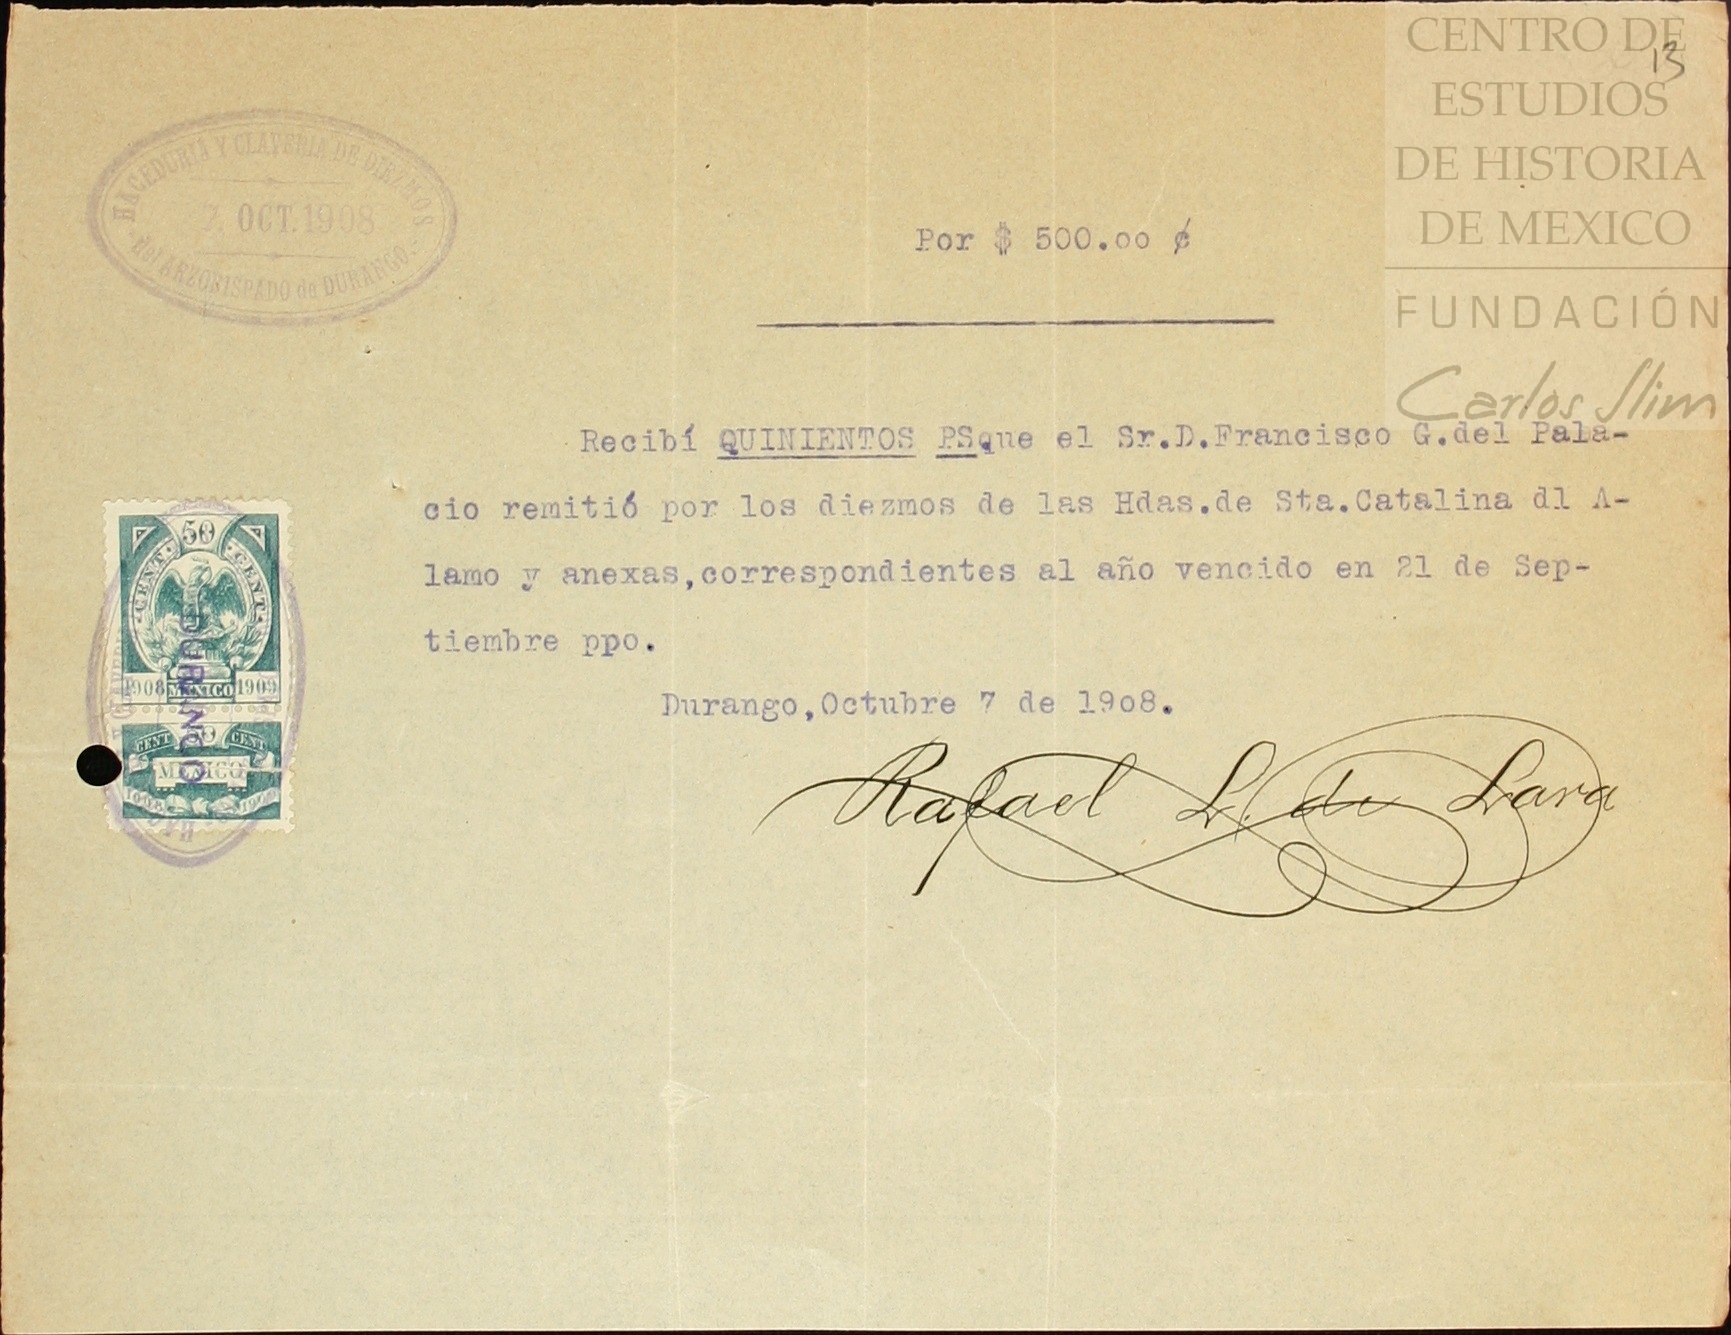 CENTRO DE
ESTUDIOS
DE HISTORIA
DE MEXICO
FUNDACIÓN
Carlos Slim
13
HACEDURIA Y CLAVERIA DE DIEZMOS
7. OCT. 1908
del ARZOBISPADO de DURANGO.
Por $ 500.00 ¢
Recibí QUINIENTOS PS que el Sr.D.Francisco G.del Pala-
cio remitió por los diezmos de las Hdas.de Sta.Catalina dl A-
lamo y anexas,correspondientes al año vencido en 21 de Sep-
tiembre ppo.
Durango,Octubre 7 de 1908.
Rafael L. de Lara
50
CENT. CENT.
DURANGO
1908 MEXICO 1909
CENT CENT
MEXICO